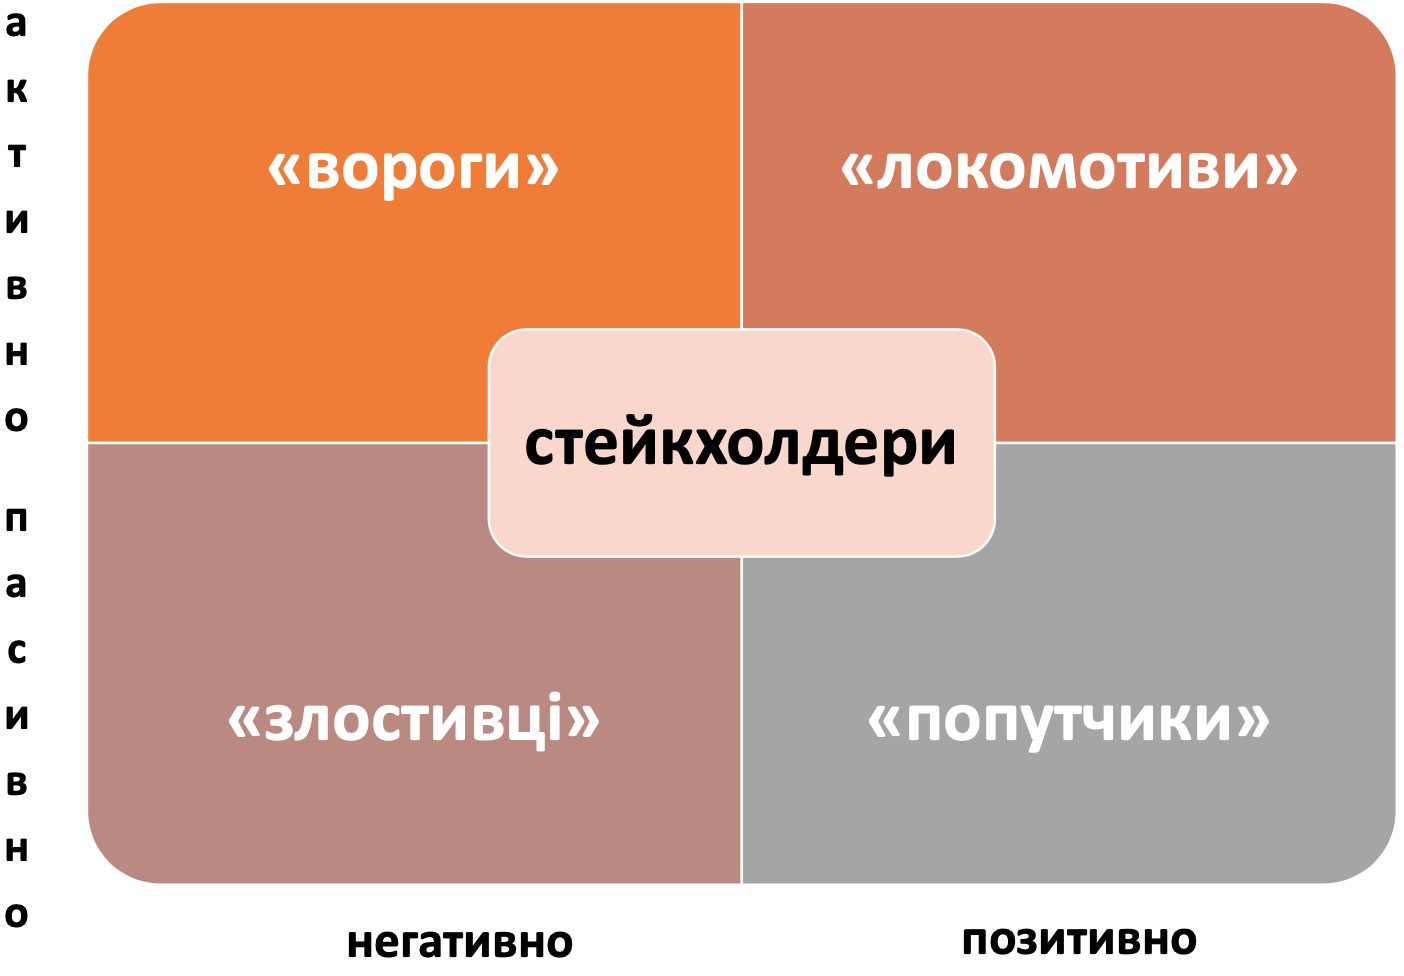 активно
пасивно
«вороги»
«локомотиви»
стейкхолдери
«злостивці»
«попутчики»
негативно
позитивно